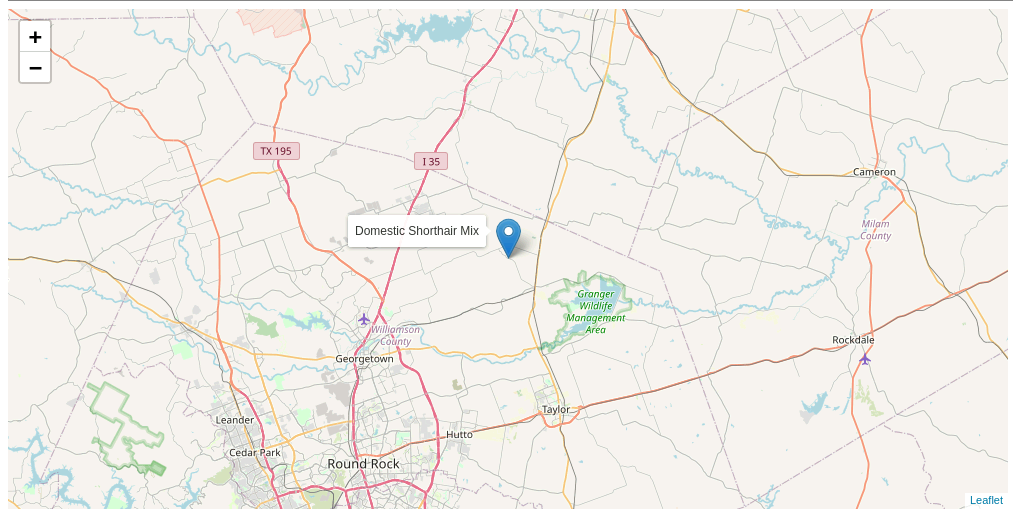 +
−
TX 195
I 35
Cameron
Milam
County
Domestic Shorthair Mix
Granger
Wildlife
Management
Area
Williamson
County
Georgetown
Rockdale
Leander
Taylor
Cedar Park
Hutto
Round Rock
Leaflet